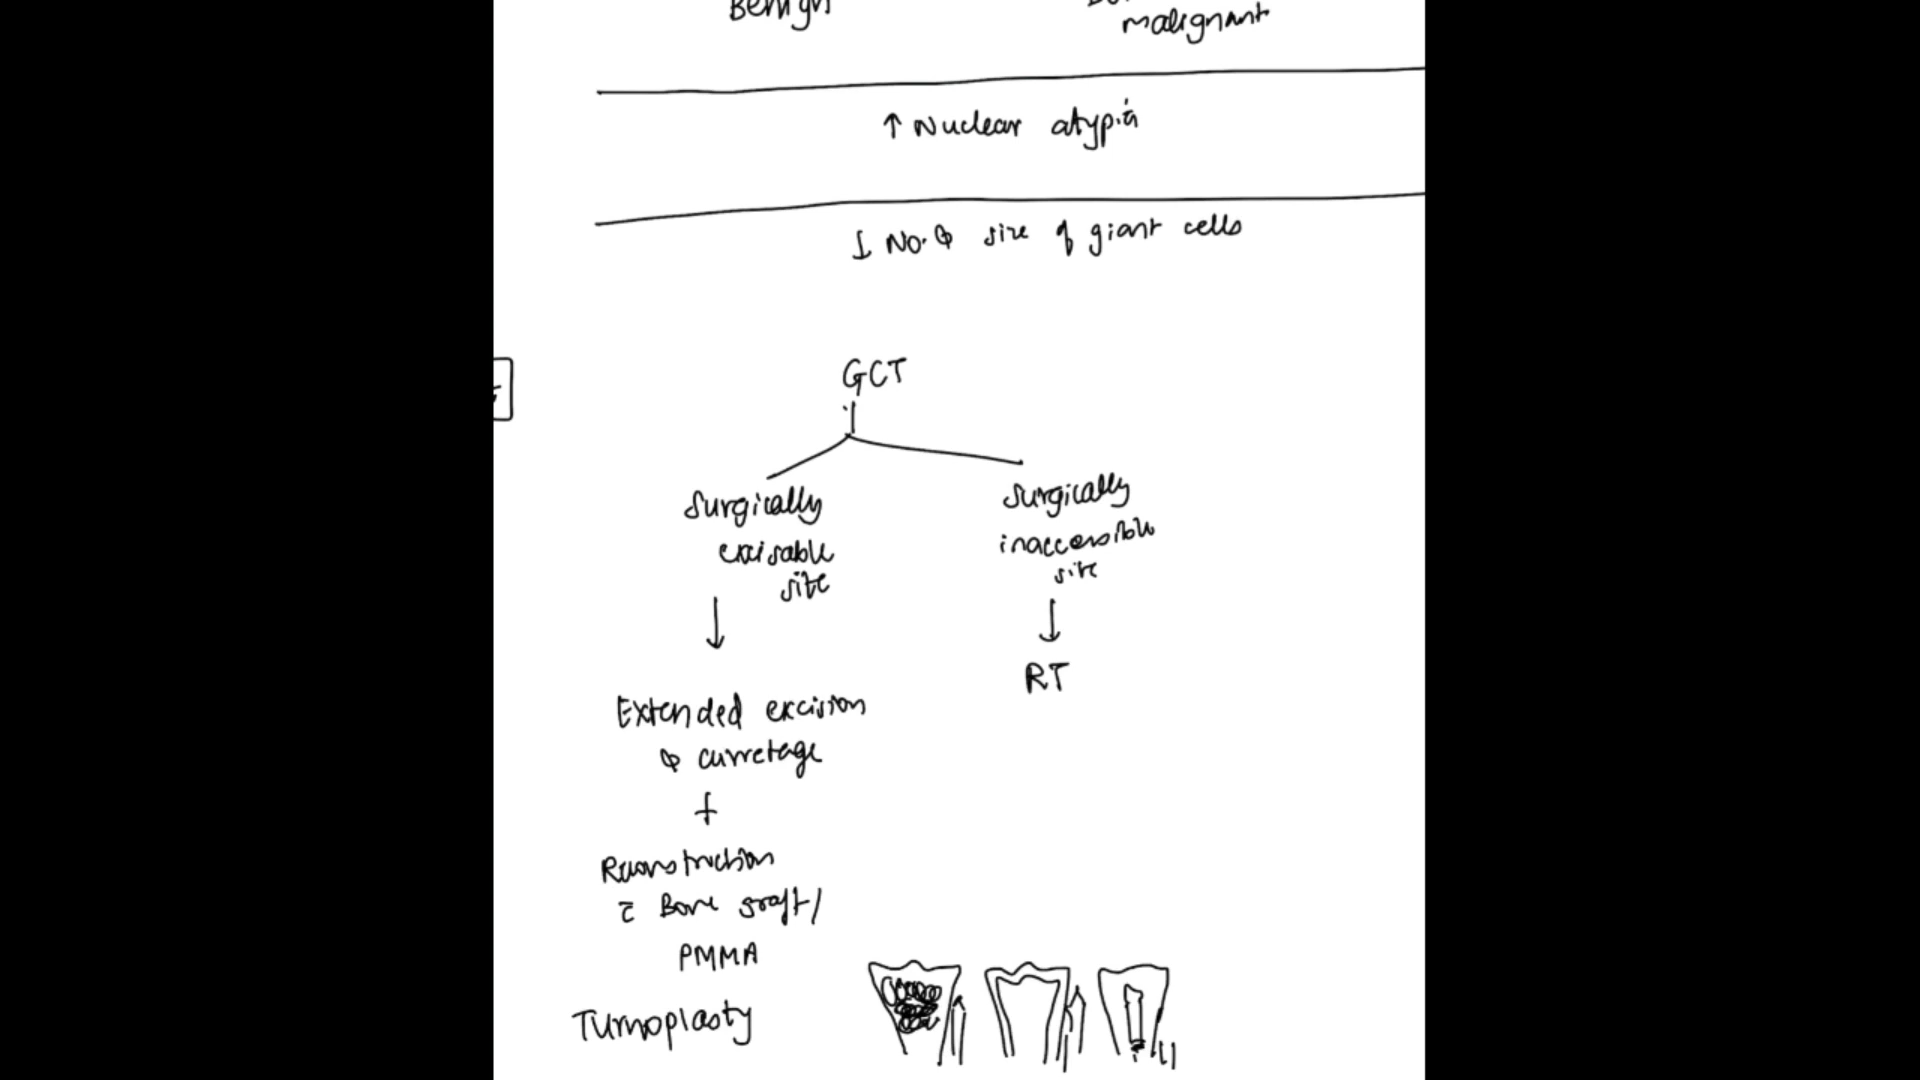 Benign
malignant
↑ Nuclear atypia
↓ No. & size of giant cells
GCT
Surgically
excisable
site
Surgically
inaccessible
site
↓
↓
RT
Extended excision
& curretage
+
Reconstruction
c̄ Bone graft/
PMMA
Turnoplasty